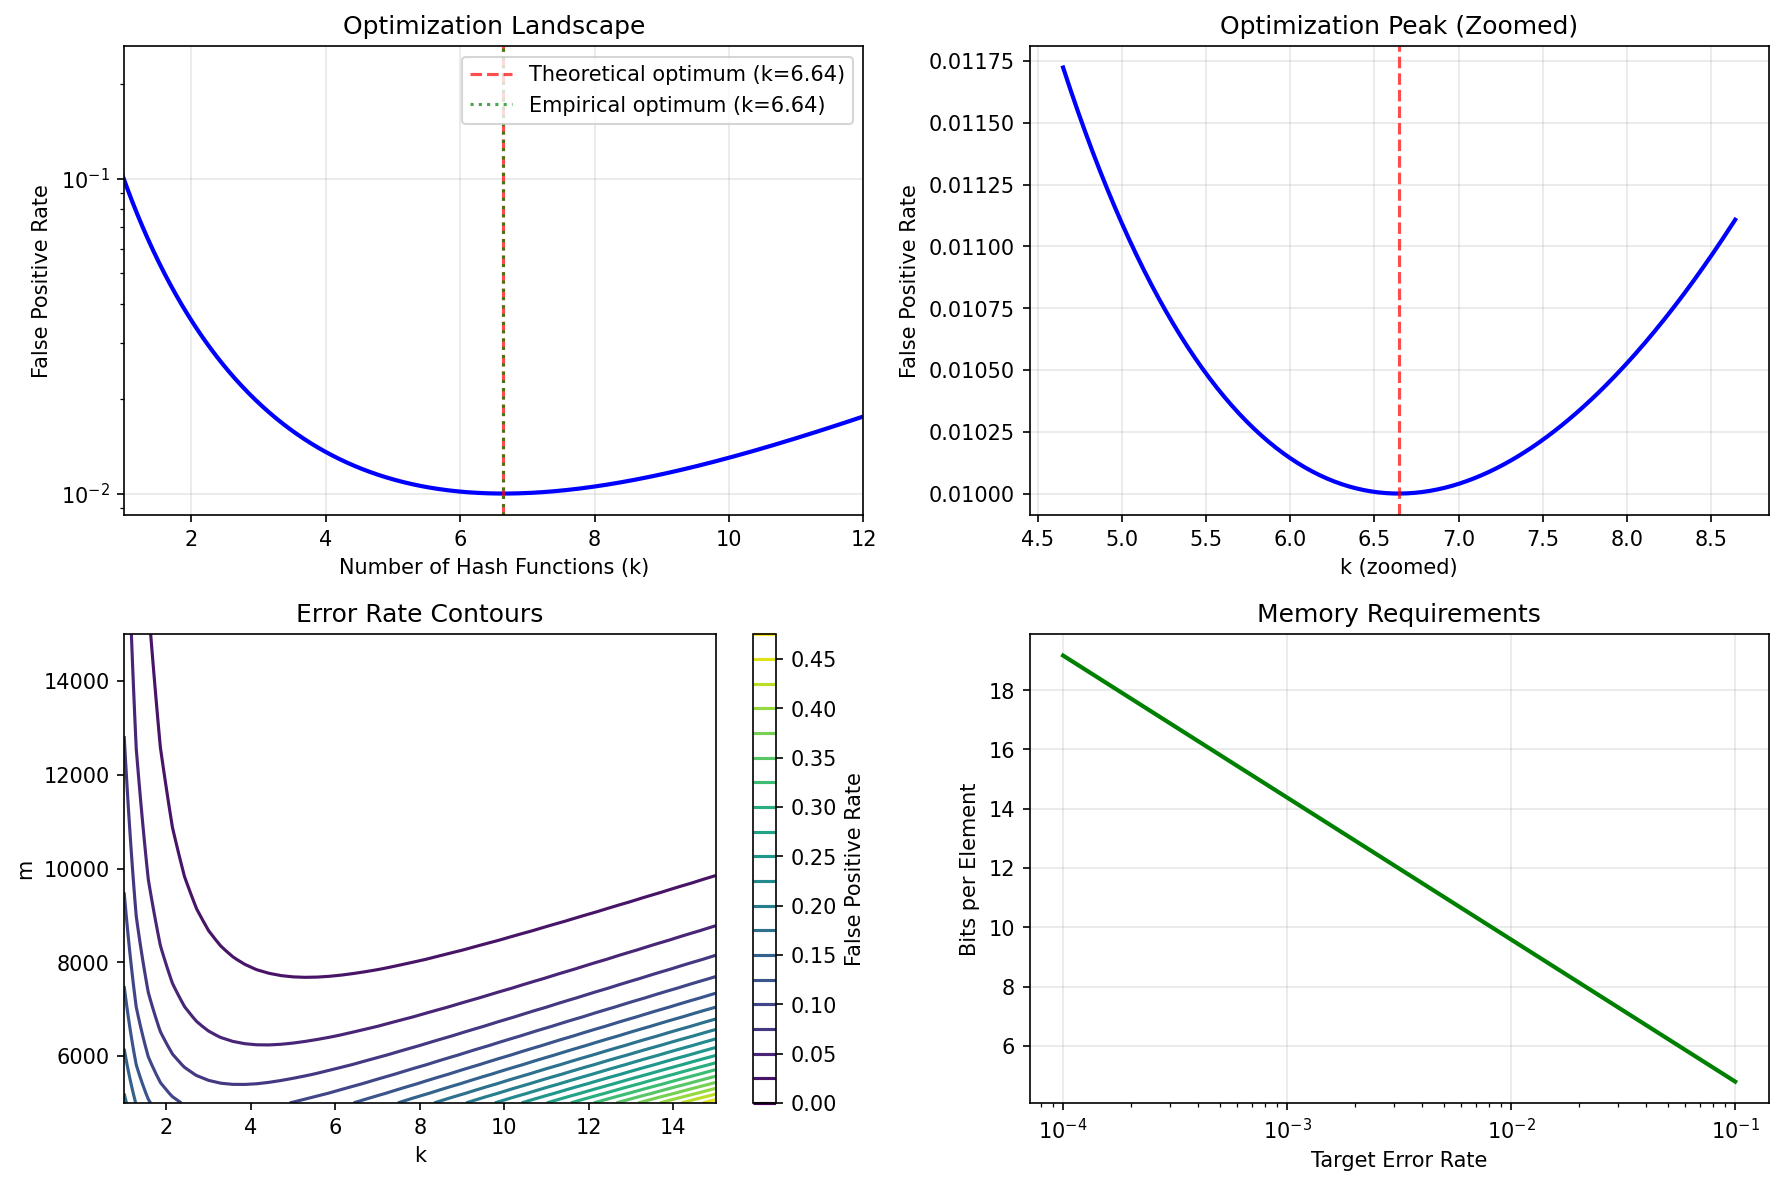 Optimization Landscape
Theoretical optimum (k=6.64)
Empirical optimum (k=6.64)
False Positive Rate
10⁻¹
10⁻²
2 4 6 8 10 12
Number of Hash Functions (k)
Optimization Peak (Zoomed)
False Positive Rate
0.01175
0.01150
0.01125
0.01100
0.01075
0.01050
0.01025
0.01000
4.5 5.0 5.5 6.0 6.5 7.0 7.5 8.0 8.5
k (zoomed)
Error Rate Contours
m
14000
12000
10000
8000
6000
2 4 6 8 10 12 14
k
0.45
0.40
0.35
0.30
0.25
0.20
0.15
0.10
0.05
0.00
False Positive Rate
Memory Requirements
Bits per Element
18
16
14
12
10
8
6
10⁻⁴ 10⁻³ 10⁻² 10⁻¹
Target Error Rate